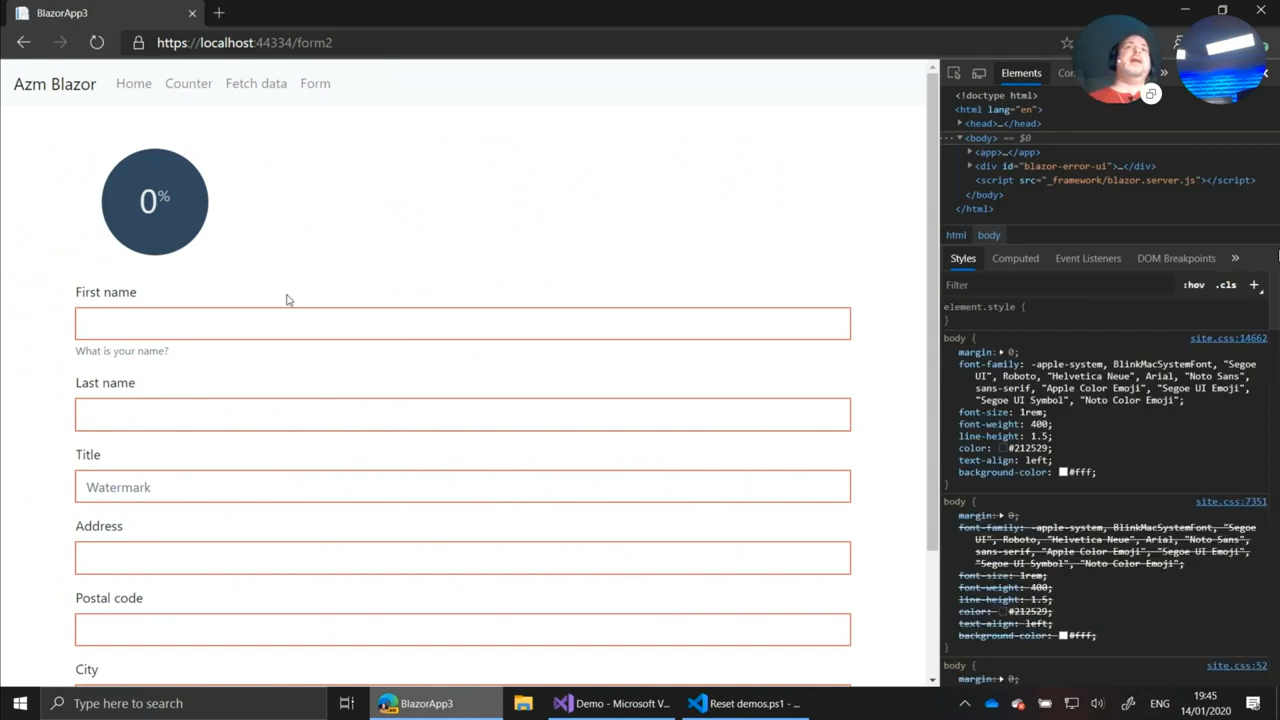 BlazorApp3
https://localhost:44334/form2
Azm Blazor Home Counter Fetch data Form
0%
First name
What is your name?
Last name
Title
Watermark
Address
Postal code
City
Elements
<!doctype html>
<html lang="en">
<head>…</head>
<body> == $0
<app>…</app>
<div id="blazor-error-ui">…</div>
<script src="_framework/blazor.server.js"></script>
</body>
</html>
html body
Styles Computed Event Listeners DOM Breakpoints »
Filter :hov .cls +
element.style {
}
body { site.css:14662
margin: 0;
font-family: -apple-system, BlinkMacSystemFont, "Segoe
UI", Roboto, "Helvetica Neue", Arial, "Noto Sans",
sans-serif, "Apple Color Emoji", "Segoe UI Emoji",
"Segoe UI Symbol", "Noto Color Emoji";
font-size: 1rem;
font-weight: 400;
line-height: 1.5;
color: #212529;
text-align: left;
background-color: #fff;
}
body { site.css:7351
margin: 0;
font-family: -apple-system, BlinkMacSystemFont, "Segoe
UI", Roboto, "Helvetica Neue", Arial, "Noto Sans",
sans-serif, "Apple Color Emoji", "Segoe UI Emoji",
"Segoe UI Symbol", "Noto Color Emoji";
font-size: 1rem;
font-weight: 400;
line-height: 1.5;
color: #212529;
text-align: left;
background-color: #fff;
}
body { site.css:52
margin: 0;
Type here to search
BlazorApp3
Demo - Microsoft V...
Reset demos.ps1 - ...
ENG
19:45
14/01/2020